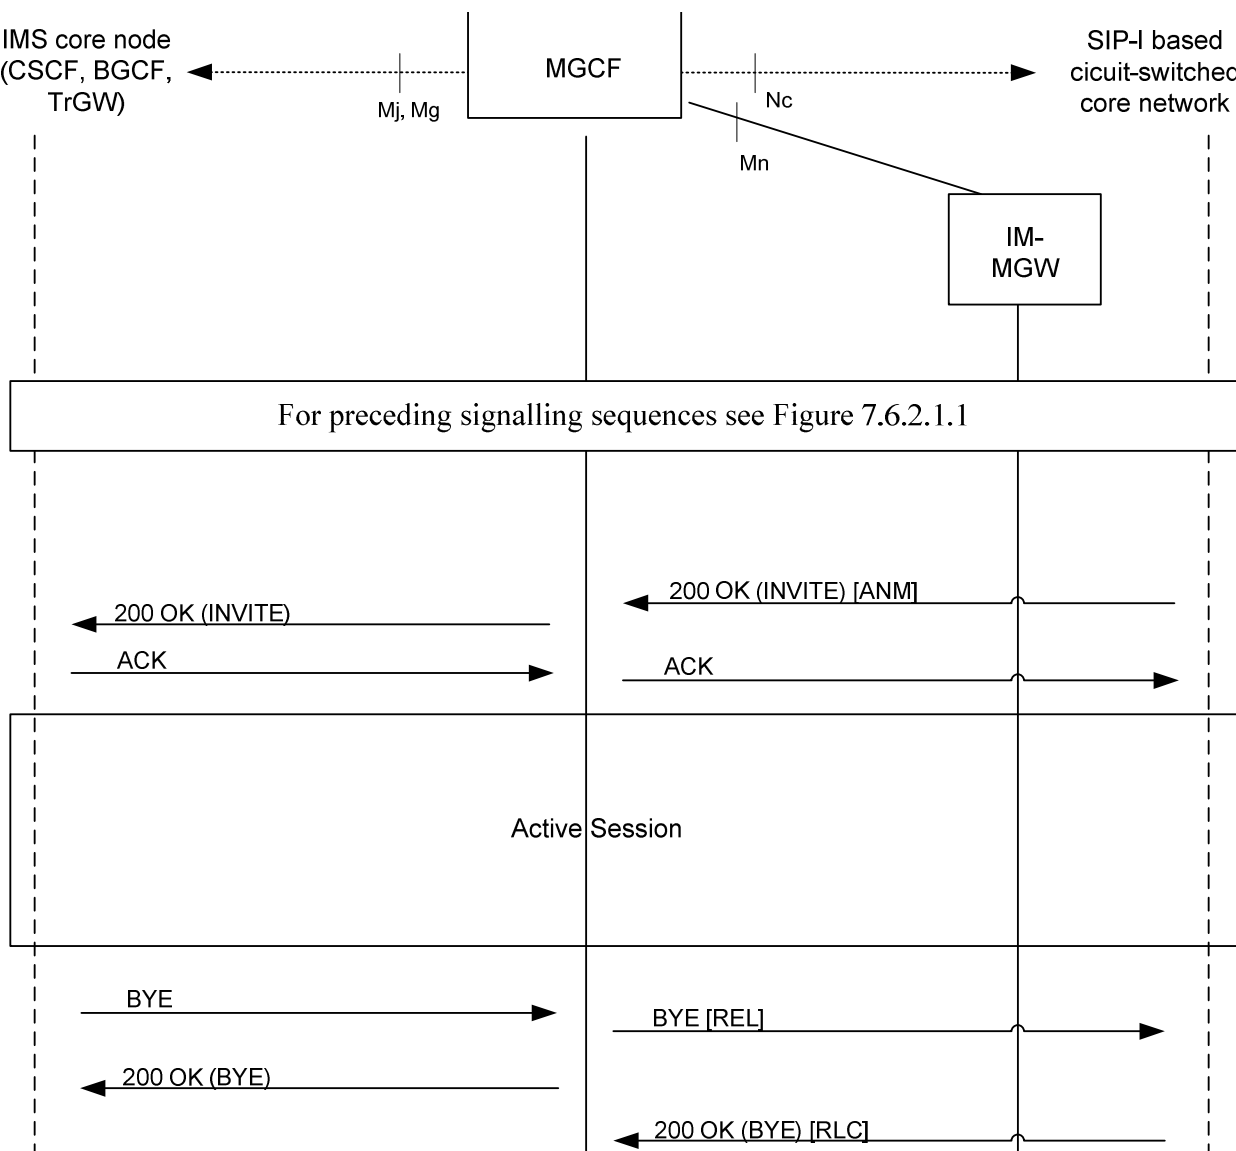 IMS core node
(CSCF, BGCF,
TrGW)
MGCF
SIP-I based
cicuit-switched
core network
Mj, Mg
Nc
Mn
IM-
MGW
For preceding signalling sequences see Figure 7.6.2.1.1
200 OK (INVITE) [ANM]
200 OK (INVITE)
ACK
ACK
Active Session
BYE
BYE [REL]
200 OK (BYE)
200 OK (BYE) [RLC]